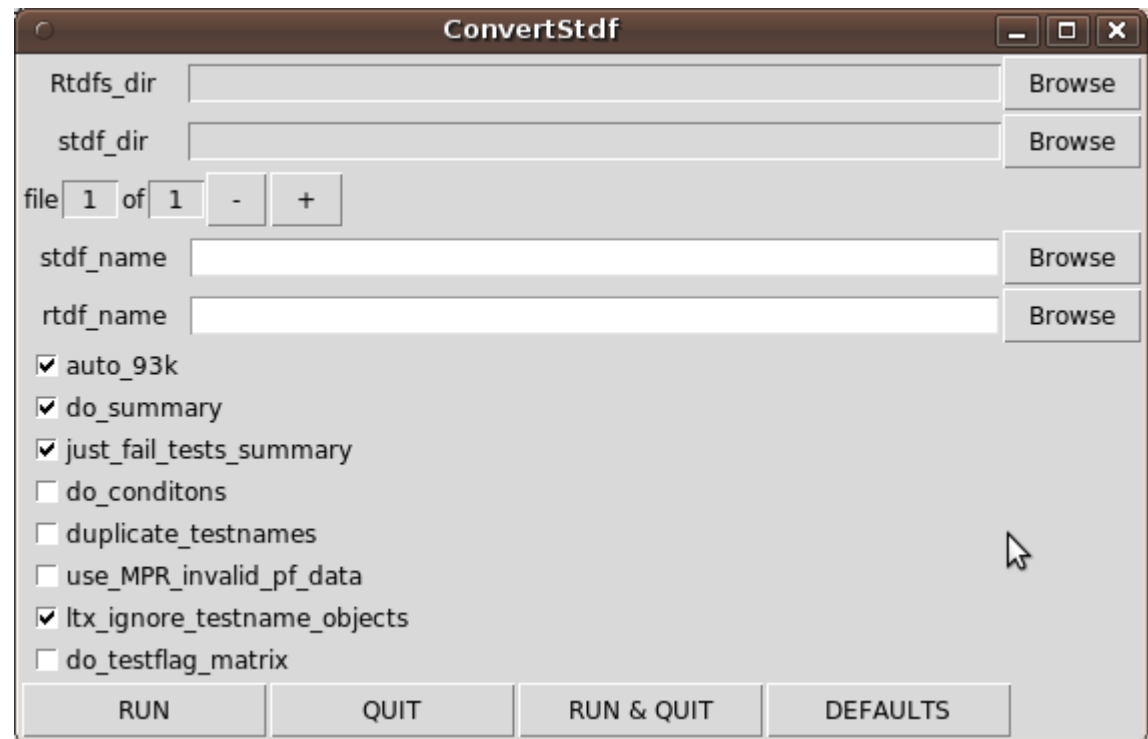 ConvertStdf
Rtdfs_dir Browse
stdf_dir Browse
file 1 of 1 - +
stdf_name Browse
rtdf_name Browse
auto_93k
do_summary
just_fail_tests_summary
do_conditons
duplicate_testnames
use_MPR_invalid_pf_data
ltx_ignore_testname_objects
do_testflag_matrix
RUN QUIT RUN & QUIT DEFAULTS